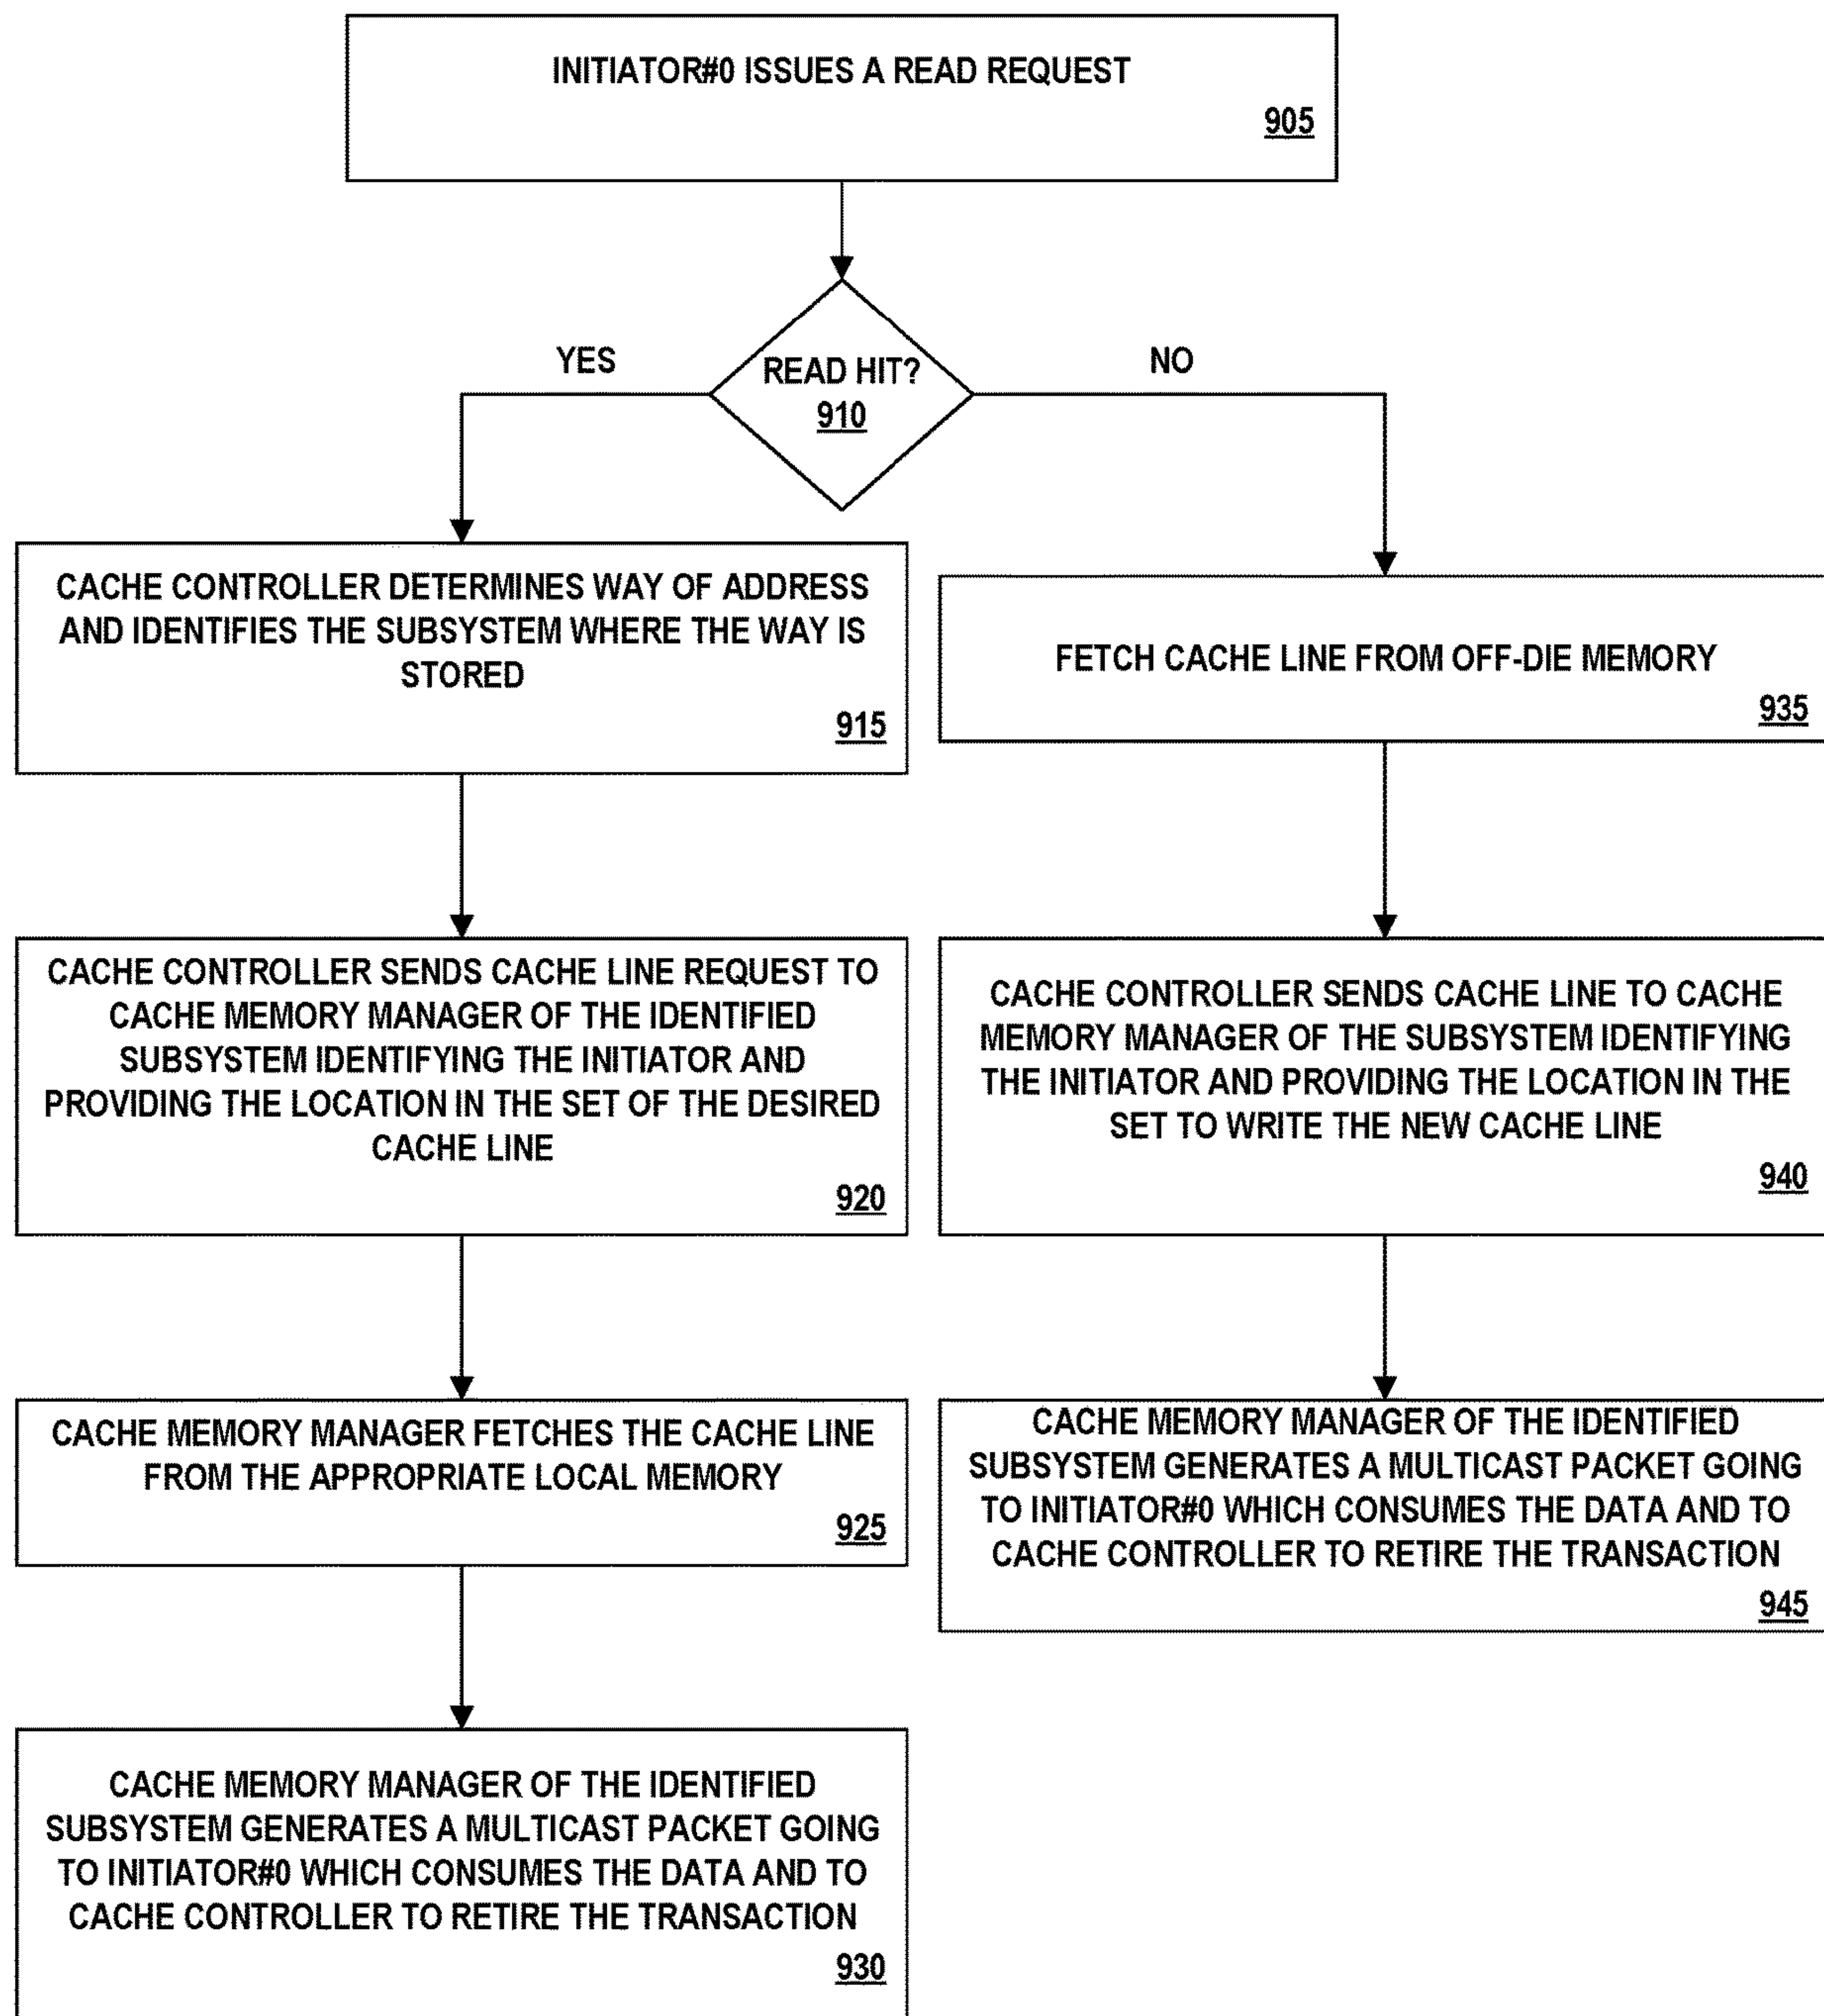 INITIATOR#0 ISSUES A READ REQUEST
905
READ HIT?
910
YES
NO
CACHE CONTROLLER DETERMINES WAY OF ADDRESS
AND IDENTIFIES THE SUBSYSTEM WHERE THE WAY IS
STORED
915
CACHE CONTROLLER SENDS CACHE LINE REQUEST TO
CACHE MEMORY MANAGER OF THE IDENTIFIED
SUBSYSTEM IDENTIFYING THE INITIATOR AND
PROVIDING THE LOCATION IN THE SET OF THE DESIRED
CACHE LINE
920
CACHE MEMORY MANAGER FETCHES THE CACHE LINE
FROM THE APPROPRIATE LOCAL MEMORY
925
CACHE MEMORY MANAGER OF THE IDENTIFIED
SUBSYSTEM GENERATES A MULTICAST PACKET GOING
TO INITIATOR#0 WHICH CONSUMES THE DATA AND TO
CACHE CONTROLLER TO RETIRE THE TRANSACTION
930
FETCH CACHE LINE FROM OFF-DIE MEMORY
935
CACHE CONTROLLER SENDS CACHE LINE TO CACHE
MEMORY MANAGER OF THE SUBSYSTEM IDENTIFYING
THE INITIATOR AND PROVIDING THE LOCATION IN THE
SET TO WRITE THE NEW CACHE LINE
940
CACHE MEMORY MANAGER OF THE IDENTIFIED
SUBSYSTEM GENERATES A MULTICAST PACKET GOING
TO INITIATOR#0 WHICH CONSUMES THE DATA AND TO
CACHE CONTROLLER TO RETIRE THE TRANSACTION
945